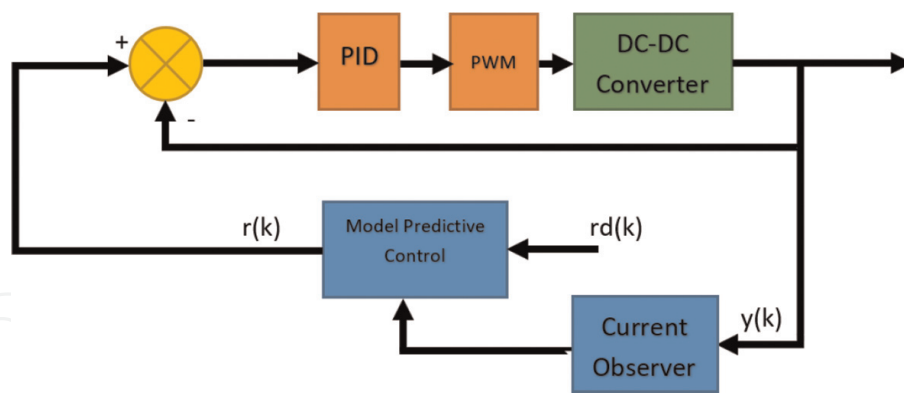 +
PID
PWM
DC-DC
Converter
-
r(k)
Model Predictive
Control
rd(k)
y(k)
Current
Observer